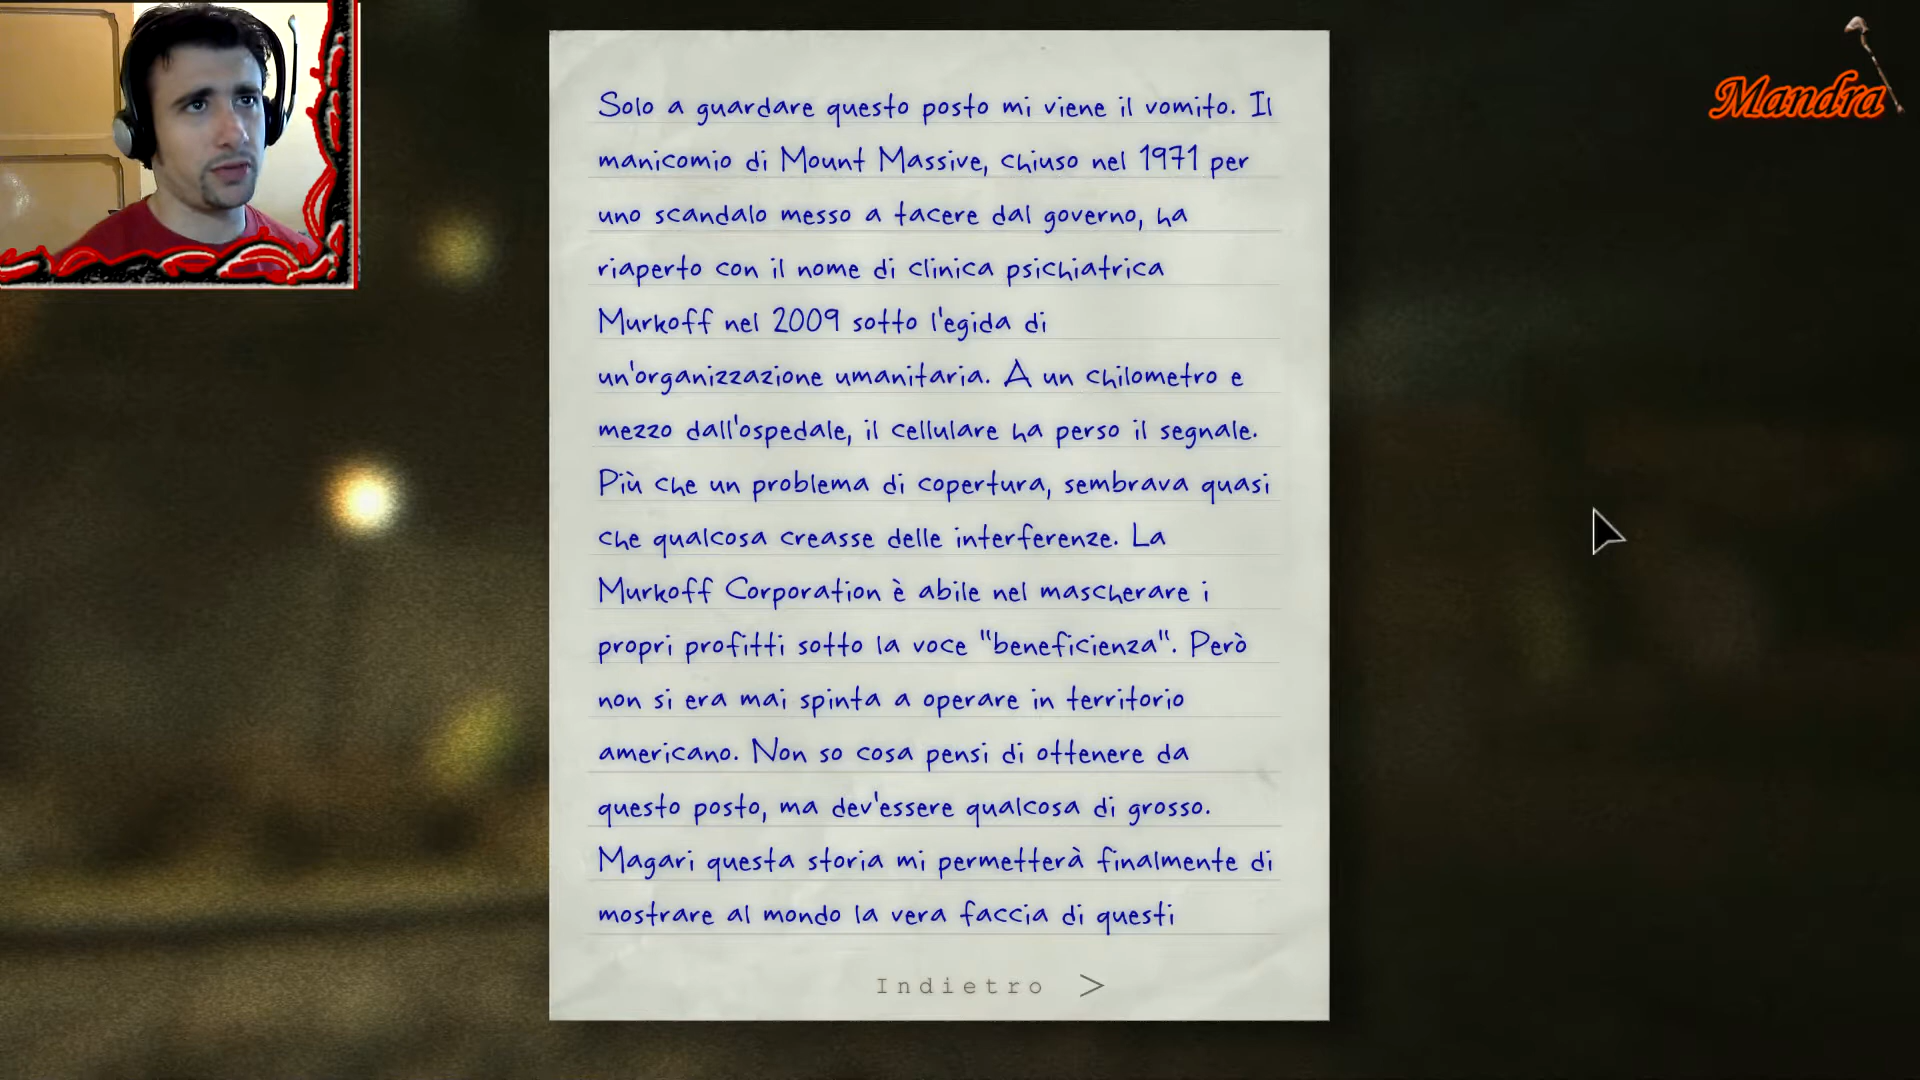 Mandra
Solo a guardare questo posto mi viene il vomito. Il
manicomio di Mount Massive, chiuso nel 1971 per
uno scandalo messo a tacere dal governo, ha
riaperto con il nome di clinica psichiatrica
Murkoff nel 2009 sotto l'egida di
un'organizzazione umanitaria. A un chilometro e
mezzo dall'ospedale, il cellulare ha perso il segnale.
Più che un problema di copertura, sembrava quasi
che qualcosa creasse delle interferenze. La
Murkoff Corporation è abile nel mascherare i
propri profitti sotto la voce "beneficienza". Però
non si era mai spinta a operare in territorio
americano. Non so cosa pensi di ottenere da
questo posto, ma dev'essere qualcosa di grosso.
Magari questa storia mi permetterà finalmente di
mostrare al mondo la vera faccia di questi
Indietro >